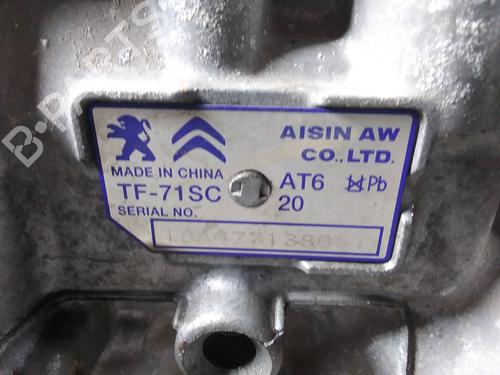 B-PARTS
AISIN AW
CO.,LTD.
MADE IN CHINA
TF-71SC
AT6
Pb
SERIAL NO.
20